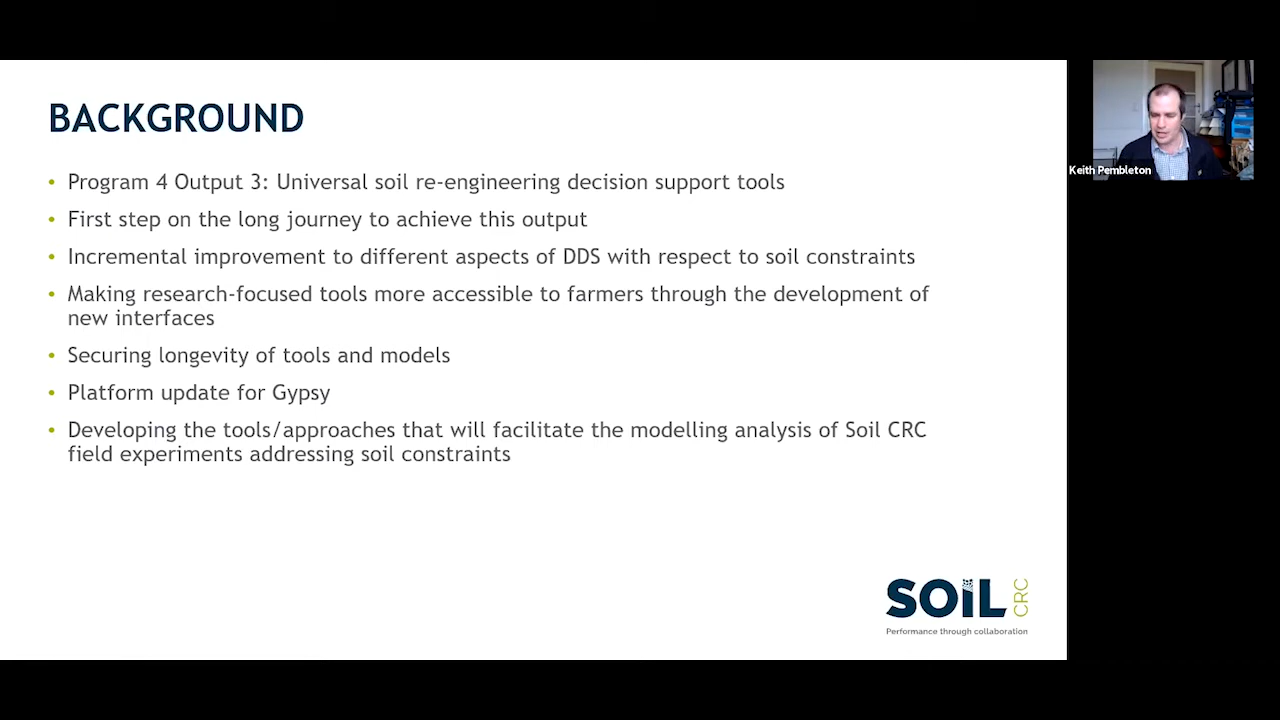 BACKGROUND
• Program 4 Output 3: Universal soil re-engineering decision support tools
• First step on the long journey to achieve this output
• Incremental improvement to different aspects of DDS with respect to soil constraints
• Making research-focused tools more accessible to farmers through the development of
new interfaces
• Securing longevity of tools and models
• Platform update for Gypsy
• Developing the tools/approaches that will facilitate the modelling analysis of Soil CRC
field experiments addressing soil constraints
SOIL CRC
Performance through collaboration
Keith Pembleton